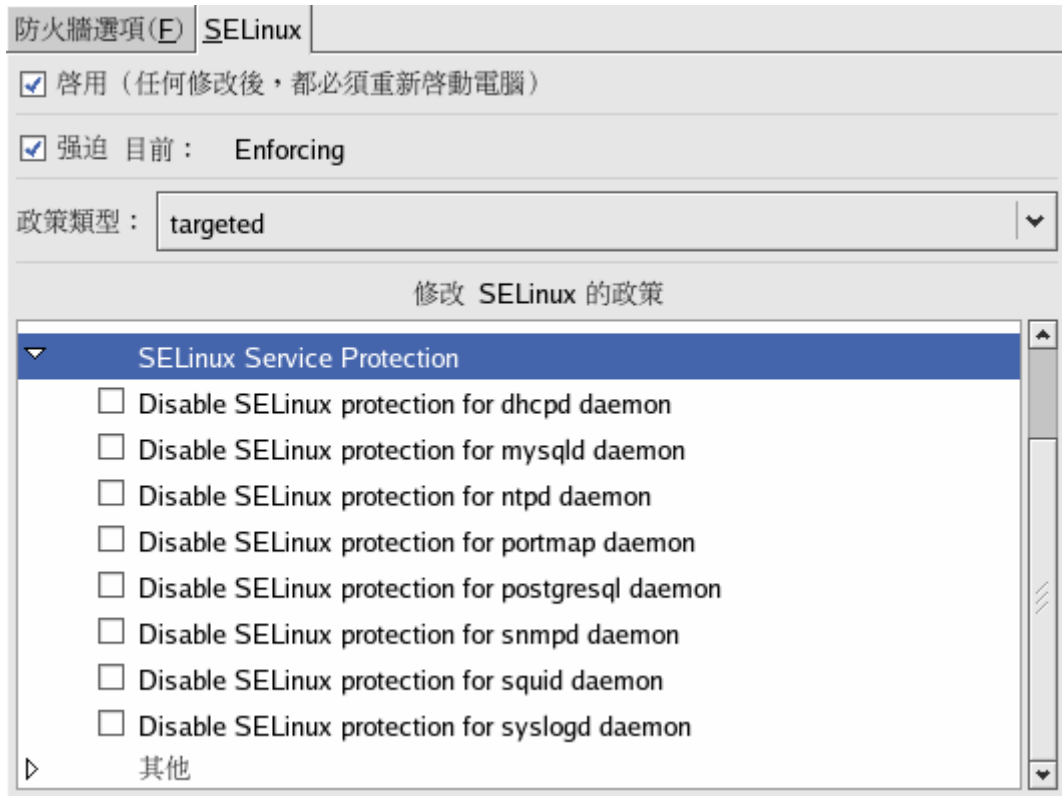 防火牆選項(F) SELinux
啓用（任何修改後，都必須重新啓動電腦）
强迫 目前： Enforcing
政策類型： targeted
修改 SELinux 的政策
SELinux Service Protection
Disable SELinux protection for dhcpd daemon
Disable SELinux protection for mysqld daemon
Disable SELinux protection for ntpd daemon
Disable SELinux protection for portmap daemon
Disable SELinux protection for postgresql daemon
Disable SELinux protection for snmpd daemon
Disable SELinux protection for squid daemon
Disable SELinux protection for syslogd daemon
其他